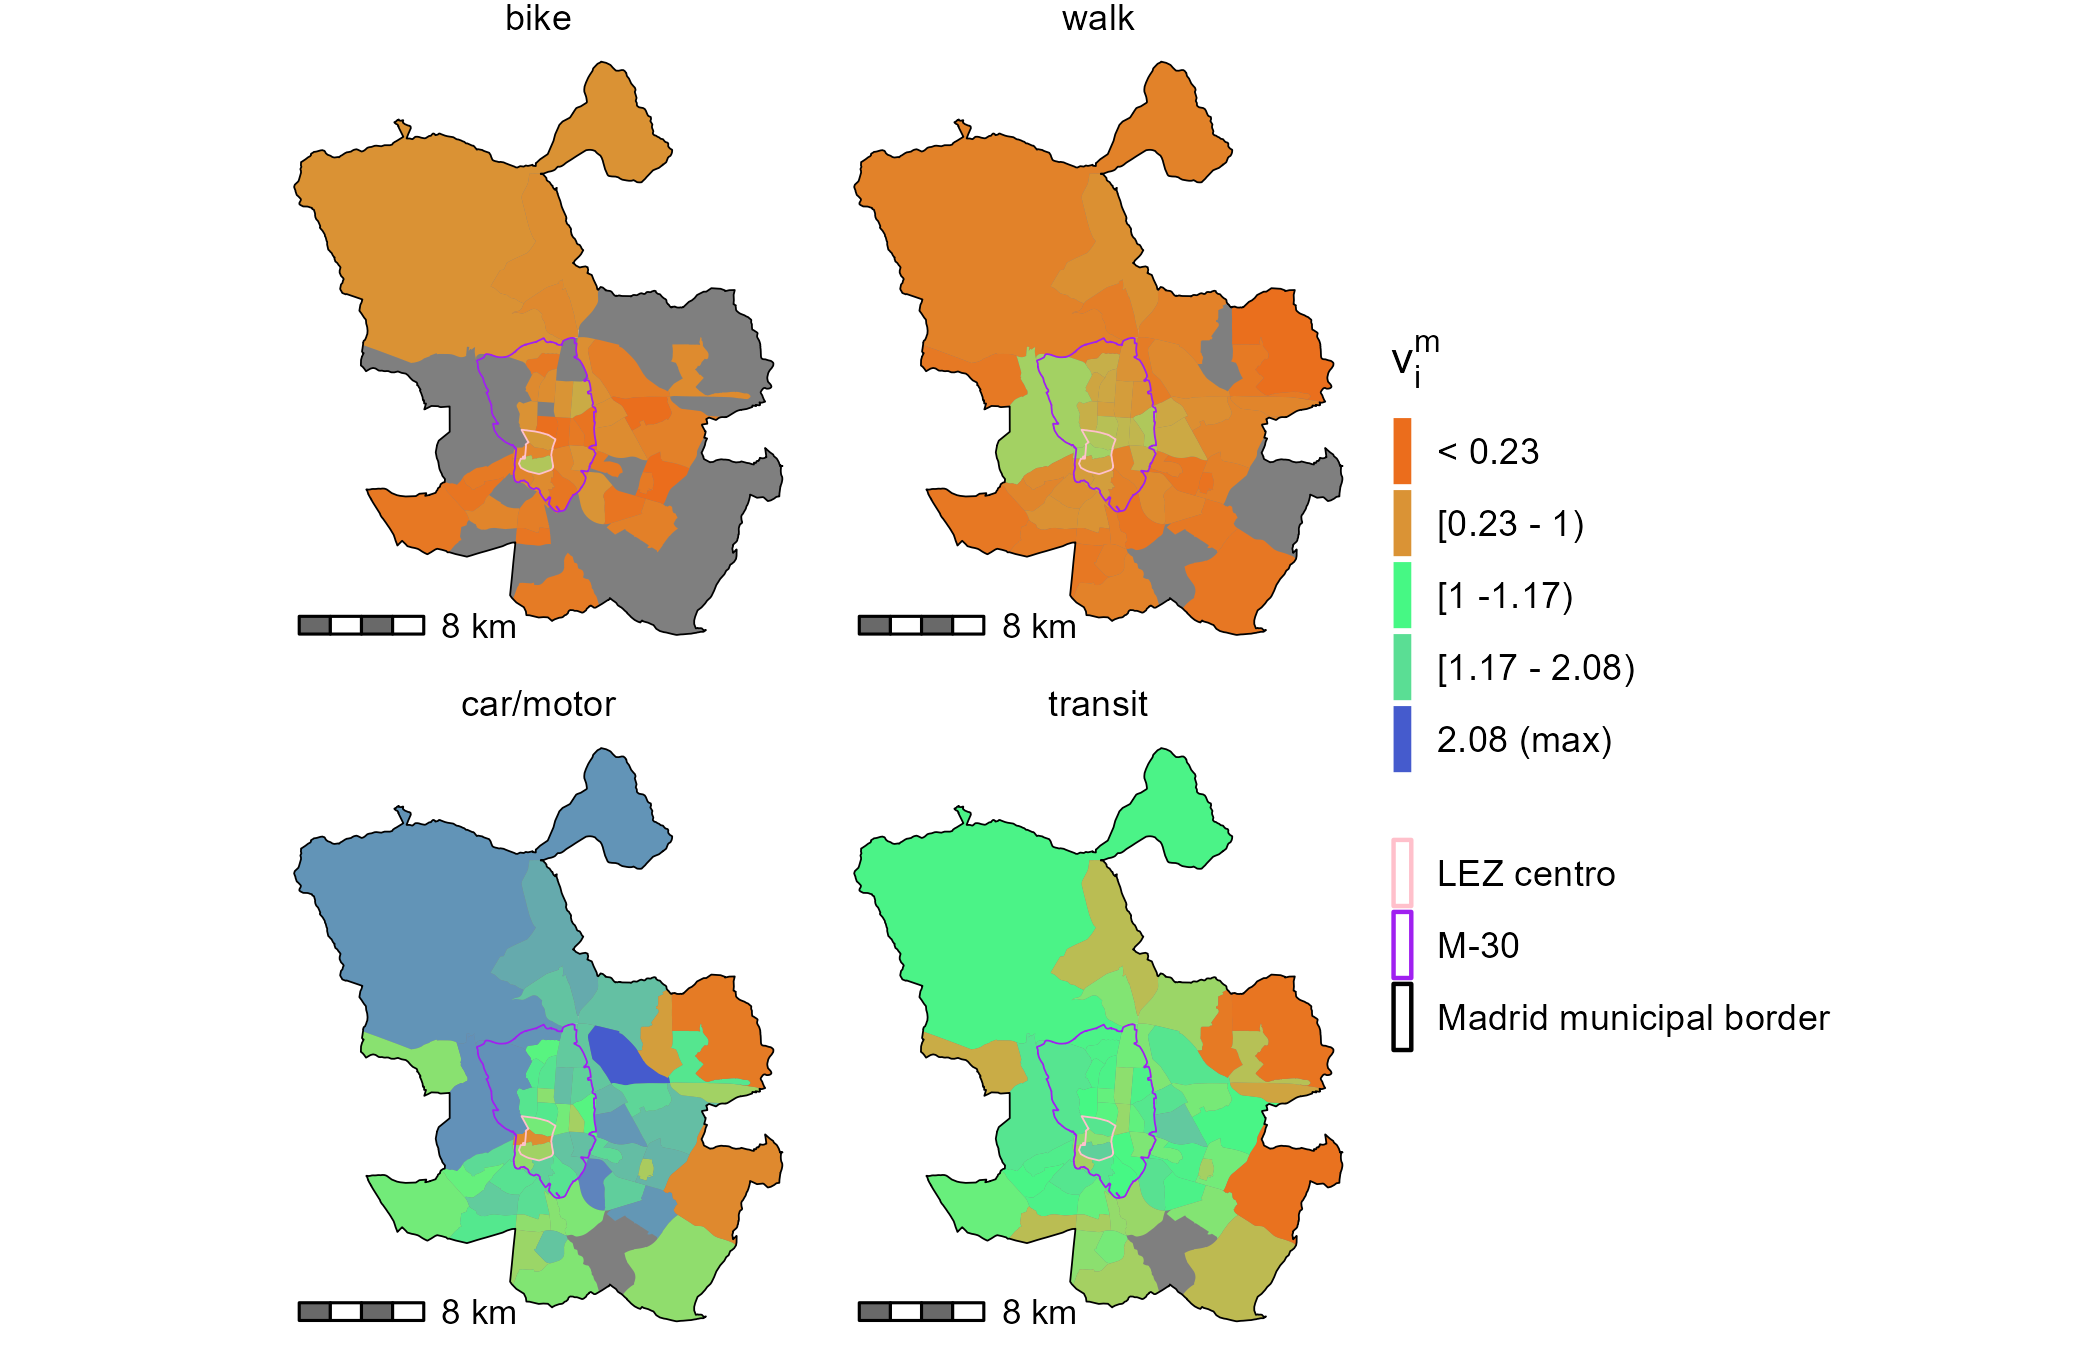 bike
walk
8 km
8 km
car/motor
transit
8 km
8 km
v_i^m
< 0.23
[0.23 - 1)
[1 -1.17)
[1.17 - 2.08)
2.08 (max)
LEZ centro
M-30
Madrid municipal border